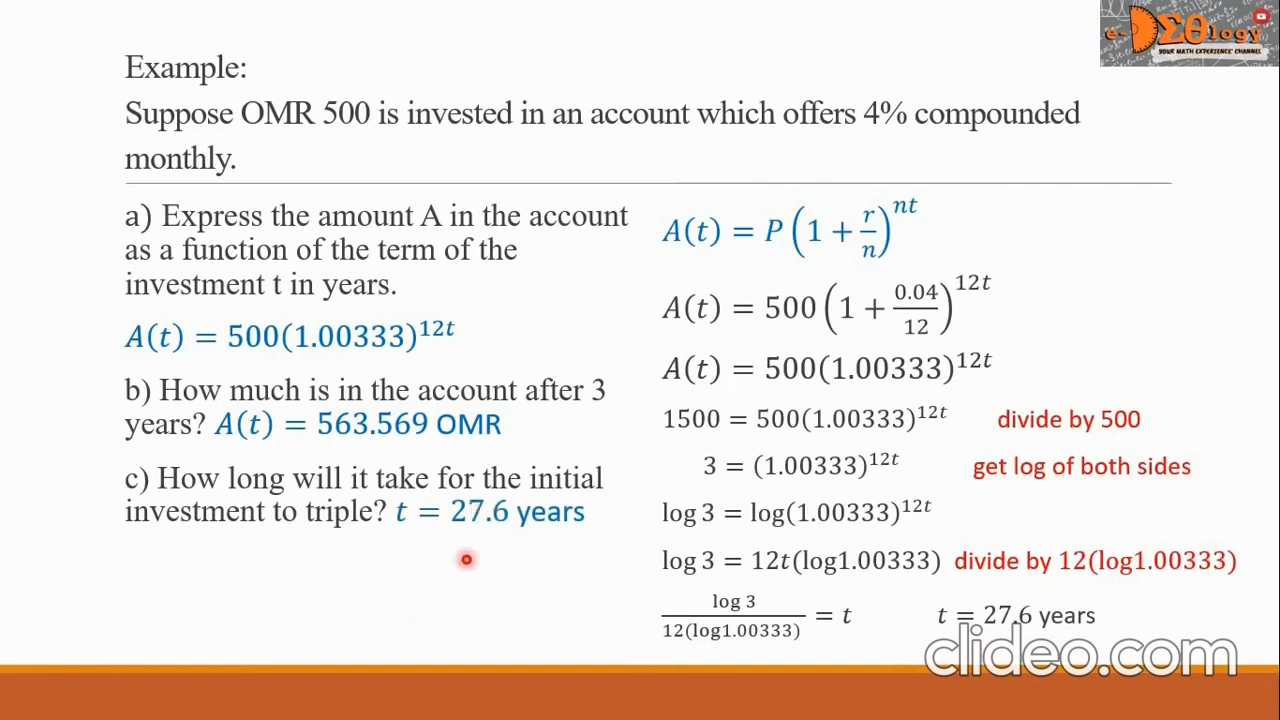 e-DΣθlogy
YOUR MATH EXPERIENCE CHANNEL
Example:
Suppose OMR 500 is invested in an account which offers 4% compounded
monthly.
a) Express the amount A in the account
as a function of the term of the
investment t in years.
A(t) = 500(1.00333)^{12t}
b) How much is in the account after 3
years? A(t) = 563.569 OMR
c) How long will it take for the initial
investment to triple? t = 27.6 years
A(t) = P(1 + r/n)^{nt}
A(t) = 500(1 + 0.04/12)^{12t}
A(t) = 500(1.00333)^{12t}
1500 = 500(1.00333)^{12t} divide by 500
3 = (1.00333)^{12t} get log of both sides
log 3 = log(1.00333)^{12t}
log 3 = 12t(log1.00333) divide by 12(log1.00333)
log 3 / 12(log1.00333) = t t = 27.6 years
clideo.com